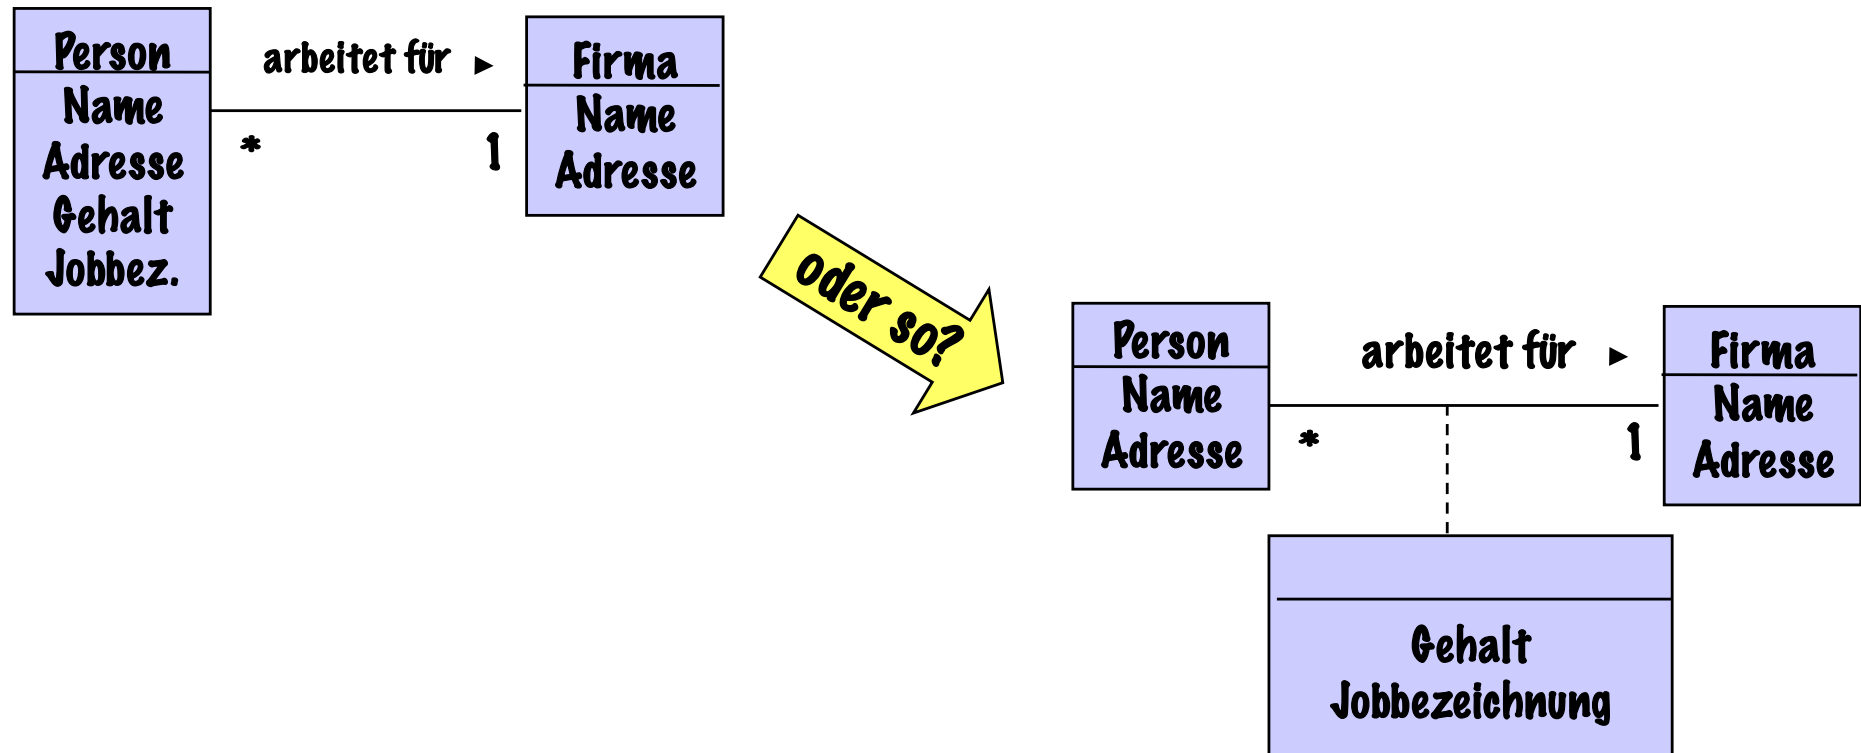 Person
Name
Adresse
Gehalt
Jobbez.
arbeitet für ►
* 1
Firma
Name
Adresse
oder so?
Person
Name
Adresse
arbeitet für ►
* 1
Firma
Name
Adresse
Gehalt
Jobbezeichnung